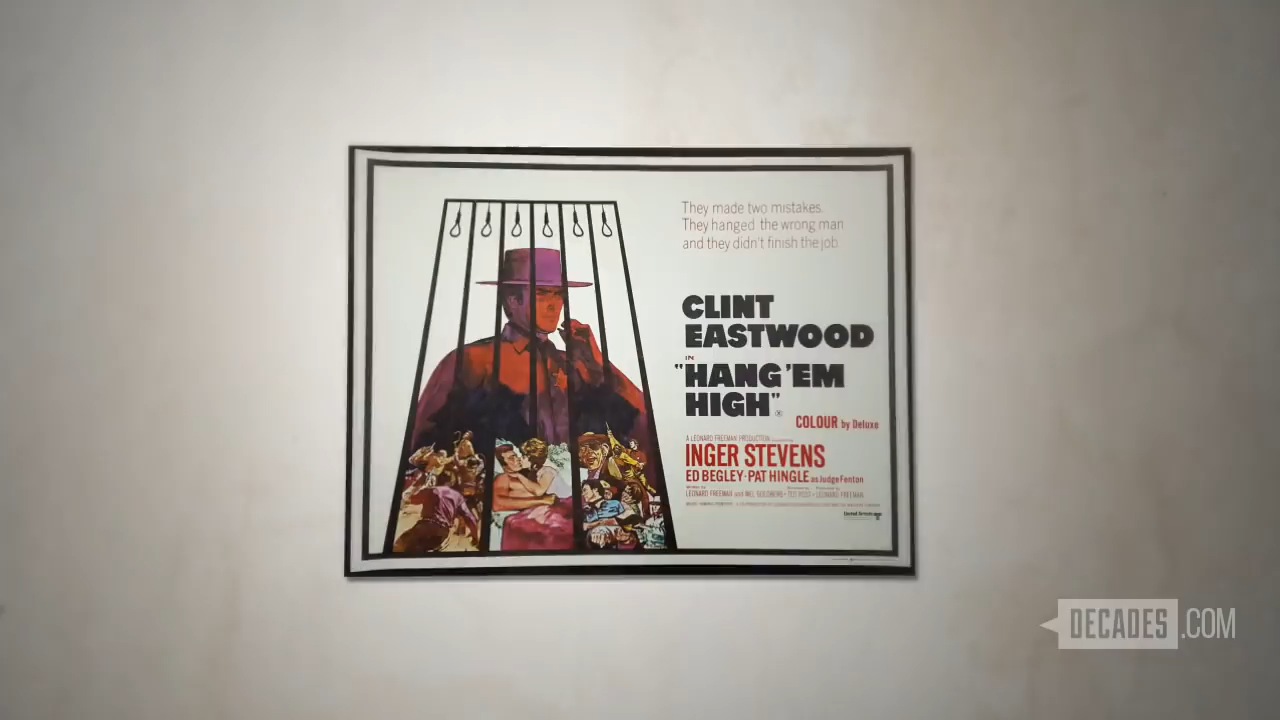 They made two mistakes.
They hanged the wrong man
and they didn't finish the job.
CLINT
EASTWOOD
IN
"HANG 'EM
HIGH"
COLOUR by Deluxe
A LEONARD FREEMAN PRODUCTION
INGER STEVENS
ED BEGLEY · PAT HINGLE as Judge Fenton
LEONARD FREEMAN and MEL GOLDBERG · TED POST · LEONARD FREEMAN
United Artists
DECADES.COM